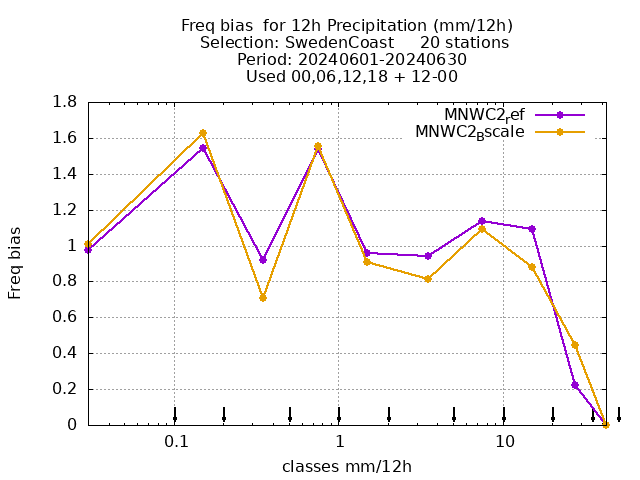 Freq bias  for 12h Precipitation (mm/12h)
Selection: SwedenCoast     20 stations
Period: 20240601-20240630
Used 00,06,12,18 + 12-00
MNWC2ref
MNWC2Bscale
1.8
1.6
1.4
1.2
1
0.8
0.6
0.4
0.2
0
Freq bias
0.1
1
10
classes mm/12h